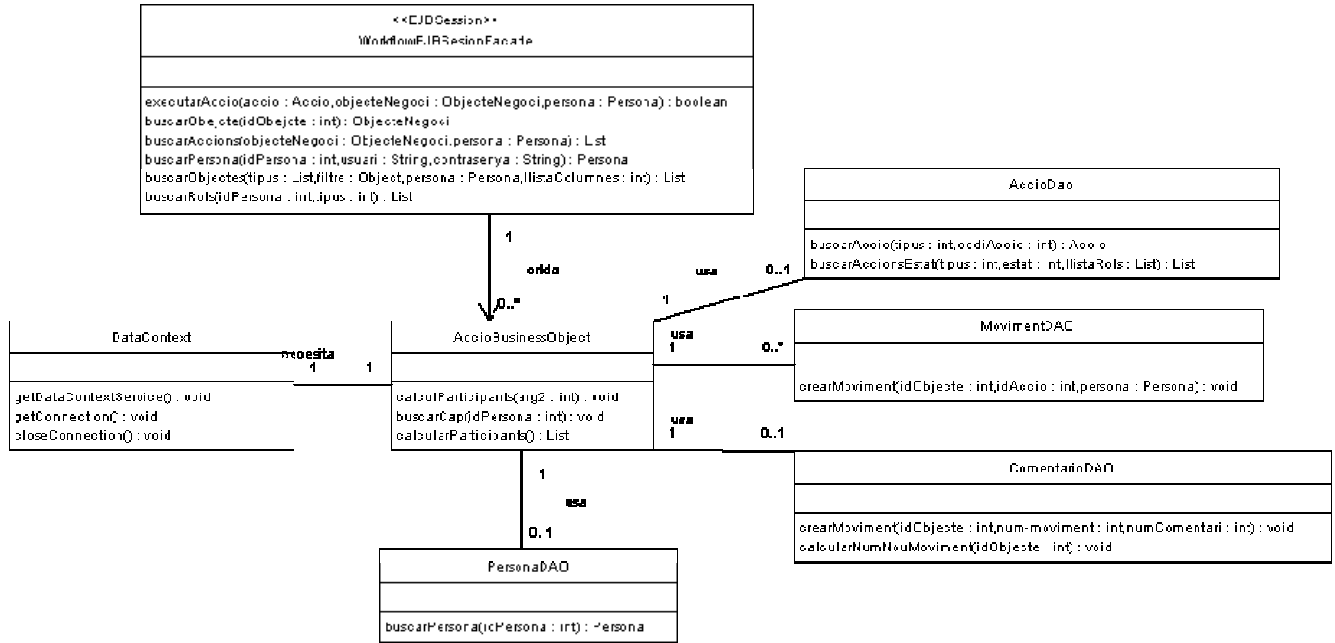 <<EJBSession>>
WorkflowEJBSesionFacade
executarAccio(accio : Accio,objecteNegoci : ObjecteNegoci,persona : Persona) : boolean
buscarObejcte(idObejcte : int) : ObjecteNegoci
buscarAccions(objecteNegoci : ObjecteNegoci,persona : Persona) : List
buscarPersona(idPersona : int,usuari : String,contrasenya : String) : Persona
buscarObjectes(tipus : List,filtre : Object,persona : Persona,llistaColumnes : int) : List
buscarRols(idPersona : int,tipus : int) : List
AccioDao
buscarAccio(tipus : int,codiAccio : int) : Accio
buscarAccionsEstat(tipus : int,estat : int,llistaRols : List) : List
1
crida
0..*
usa
0..1
1
DataContext
getDataContextService() : void
getConnection() : void
closeConnection() : void
necesita
1 1
AccioBusinessObject
calculParticipants(arg2 : int) : void
buscarCap(idPersona : int) : void
calcularParticipants() : List
usa
1 0..*
MovimentDAO
crearMoviment(idObjecte : int,idAccio : int,persona : Persona) : void
usa
1 0..1
ComentarioDAO
crearMoviment(idObjecte : int,num-moviment : int,numComentari : int) : void
calcularNumNouMoviment(idObjecte : int) : void
1
usa
0..1
PersonaDAO
buscarPersona(idPersona : int) : Persona